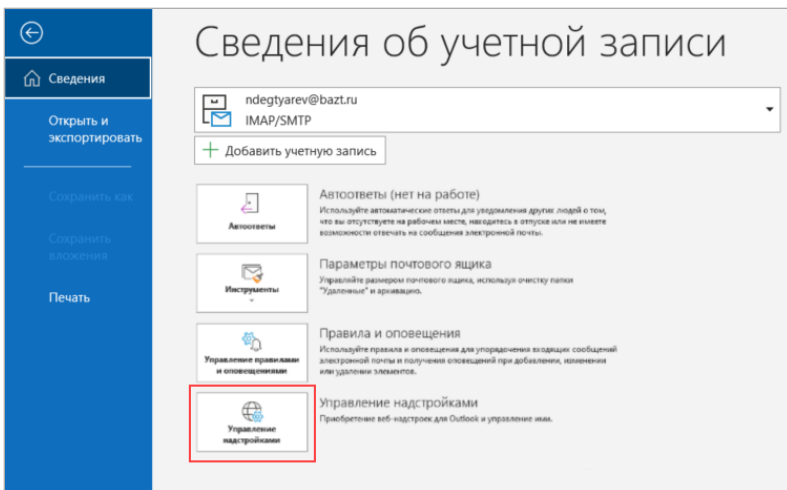 Сведения об учетной записи
Сведения
Открыть и
экспортировать
Сохранить как
Сохранить
вложения
Печать
ndegtyarev@bazt.ru
IMAP/SMTP
Добавить учетную запись
Автоответы
Автоответы (нет на работе)
Используйте автоматические ответы для уведомления других людей о том,
что вы отсутствуете на рабочем месте, находитесь в отпуске или не имеете
возможности отвечать на сообщения электронной почты.
Инструменты
Параметры почтового ящика
Управляйте размером почтового ящика, используя очистку папки
"Удаленные" и архивацию.
Управление правилами
и оповещениями
Правила и оповещения
Используйте правила и оповещения для упорядочения входящих сообщений
электронной почты и получения оповещений при добавлении, изменении
или удалении элементов.
Управление
надстройками
Управление надстройками
Приобретение веб-надстроек для Outlook и управление ими.